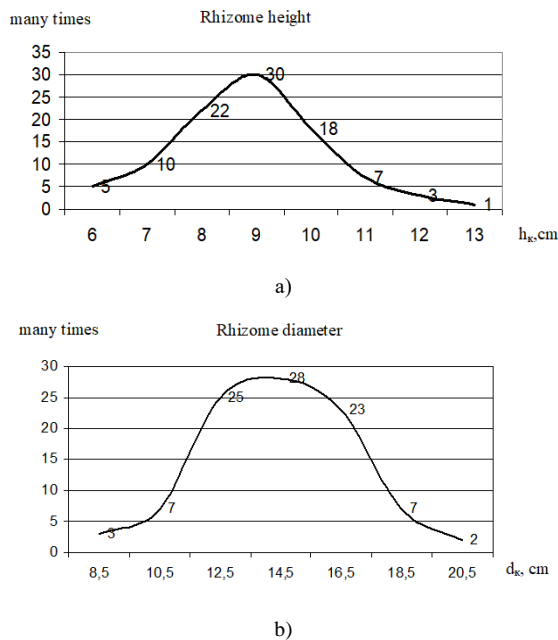 many times Rhizome height
35
30
25
20
15
10
5
0
5 10 22 30 18 7 3 1
6 7 8 9 10 11 12 13 hк,cm
a)
many times Rhizome diameter
30
25
20
15
10
5
0
3 7 25 28 23 7 2
8,5 10,5 12,5 14,5 16,5 18,5 20,5 dк, cm
b)